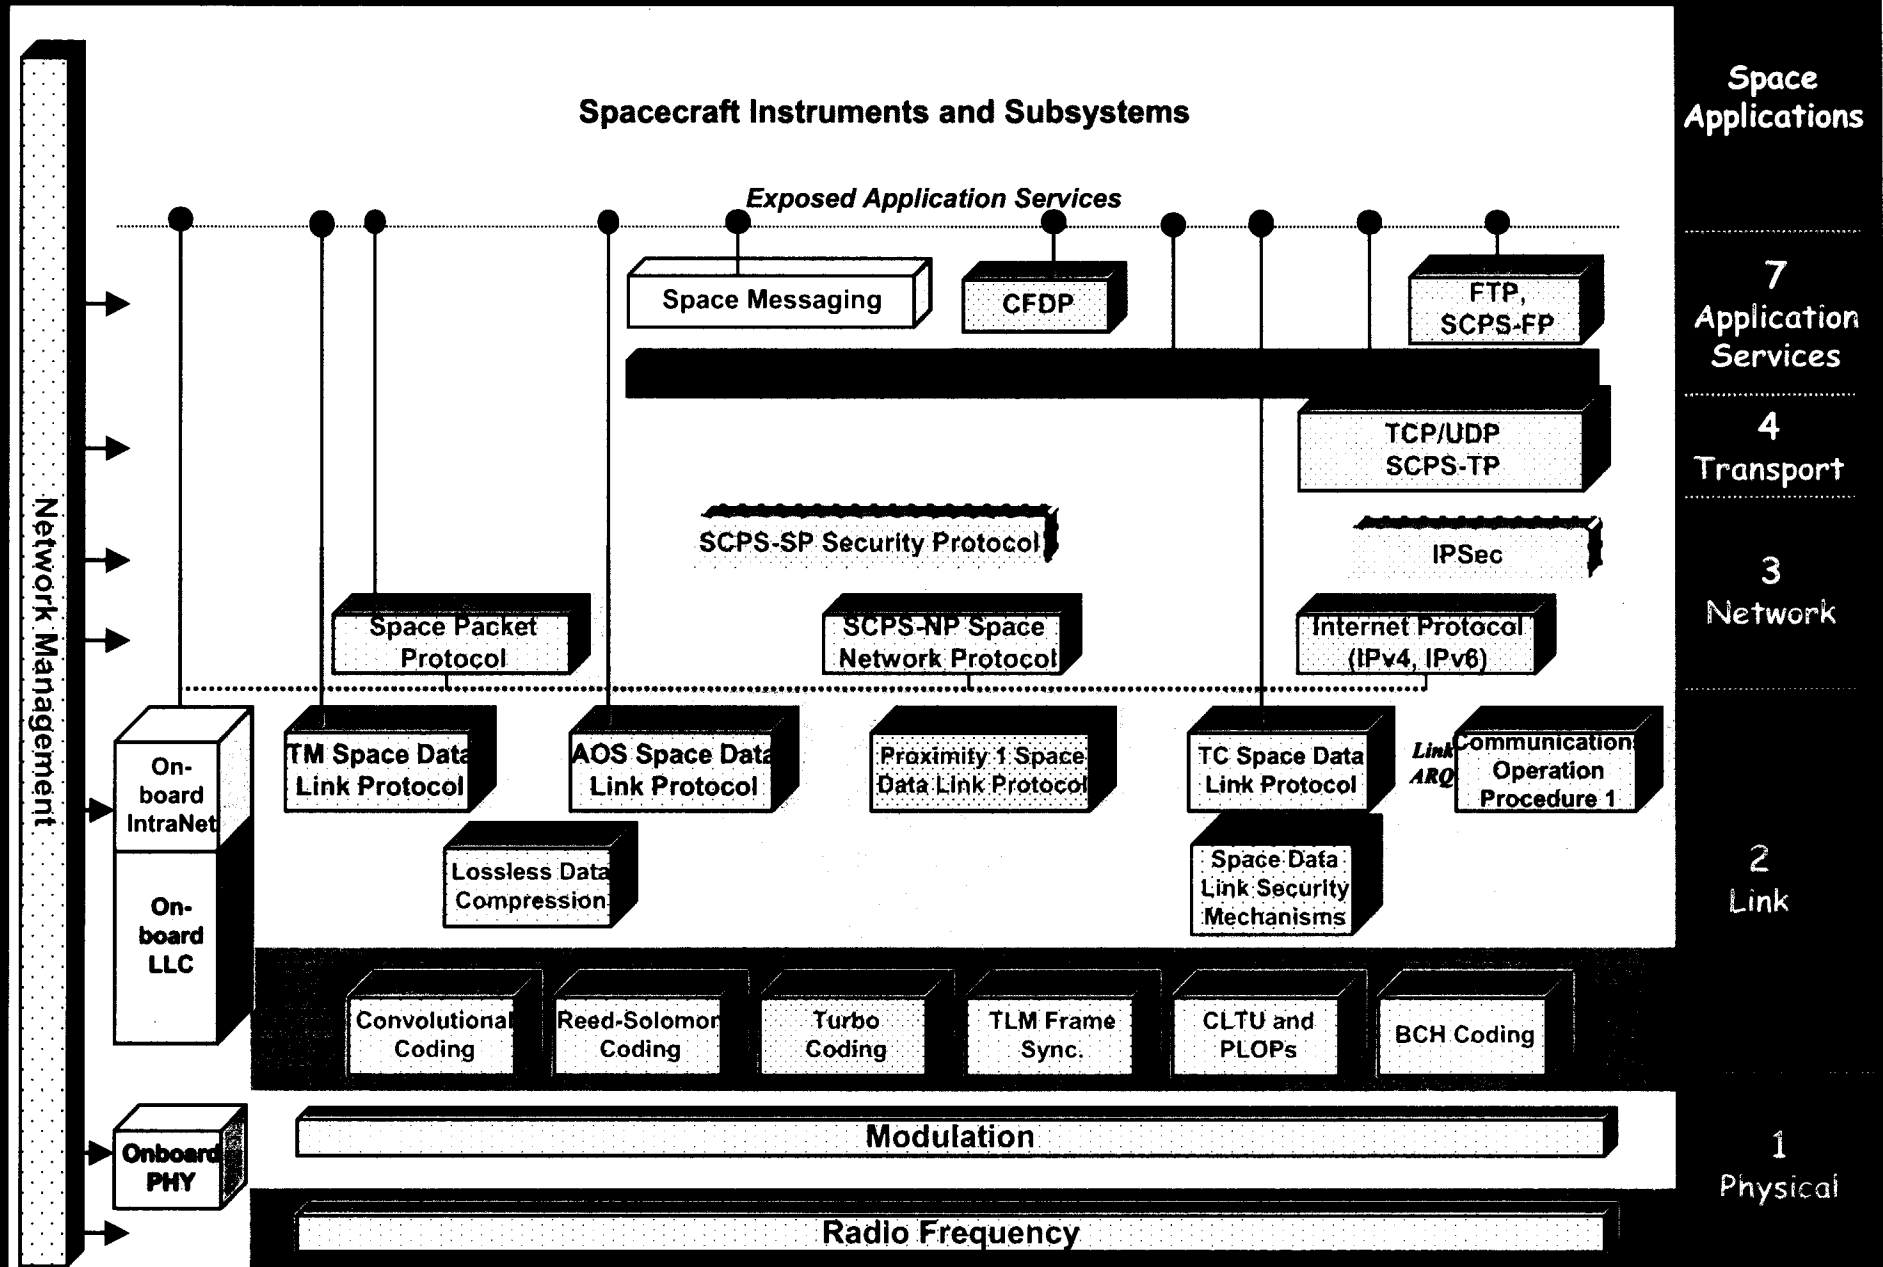 Space
Applications
Spacecraft Instruments and Subsystems
Exposed Application Services
Space Messaging
CFDP
FTP,
SCPS-FP
7
Application
Services
TCP/UDP
SCPS-TP
4
Transport
Network Management
SCPS-SP Security Protocol
IPSec
3
Network
Space Packet
Protocol
SCPS-NP Space
Network Protocol
Internet Protocol
(IPv4, IPv6)
On-
board
IntraNet
TM Space Data
Link Protocol
AOS Space Data
Link Protocol
Proximity 1 Space
Data Link Protocol
TC Space Data
Link Protocol
Link
ARQ
Communications
Operation
Procedure 1
Lossless Data
Compression
Space Data
Link Security
Mechanisms
2
Link
On-
board
LLC
Convolutional
Coding
Reed-Solomon
Coding
Turbo
Coding
TLM Frame
Sync.
CLTU and
PLOPs
BCH Coding
Onboard
PHY
Modulation
1
Physical
Radio Frequency